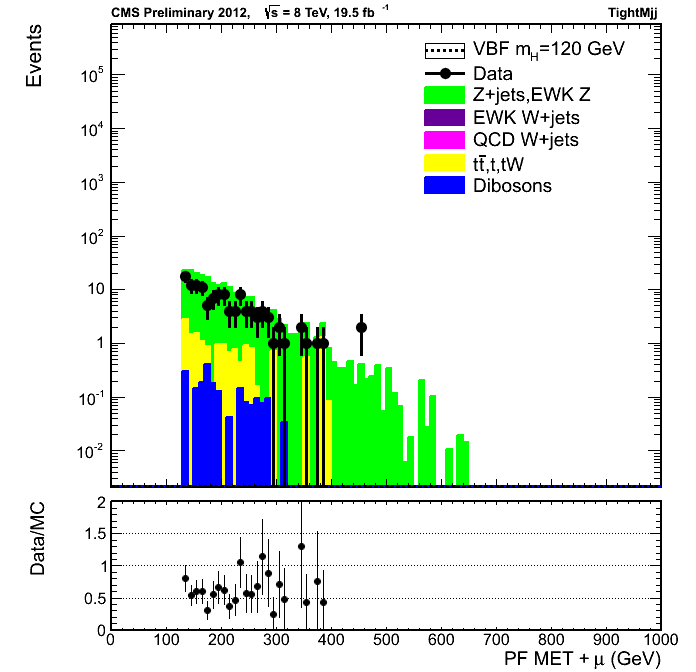 CMS Preliminary 2012, √s = 8 TeV, 19.5 fb⁻¹ TightMjj
Events
VBF m_H=120 GeV
Data
Z+jets,EWK Z
EWK W+jets
QCD W+jets
tt̄,t,tW
Dibosons
10⁵
10⁴
10³
10²
10
1
10⁻¹
10⁻²
Data/MC
2
1.5
1
0.5
0
0 100 200 300 400 500 600 700 800 900 1000
PF MET + μ (GeV)